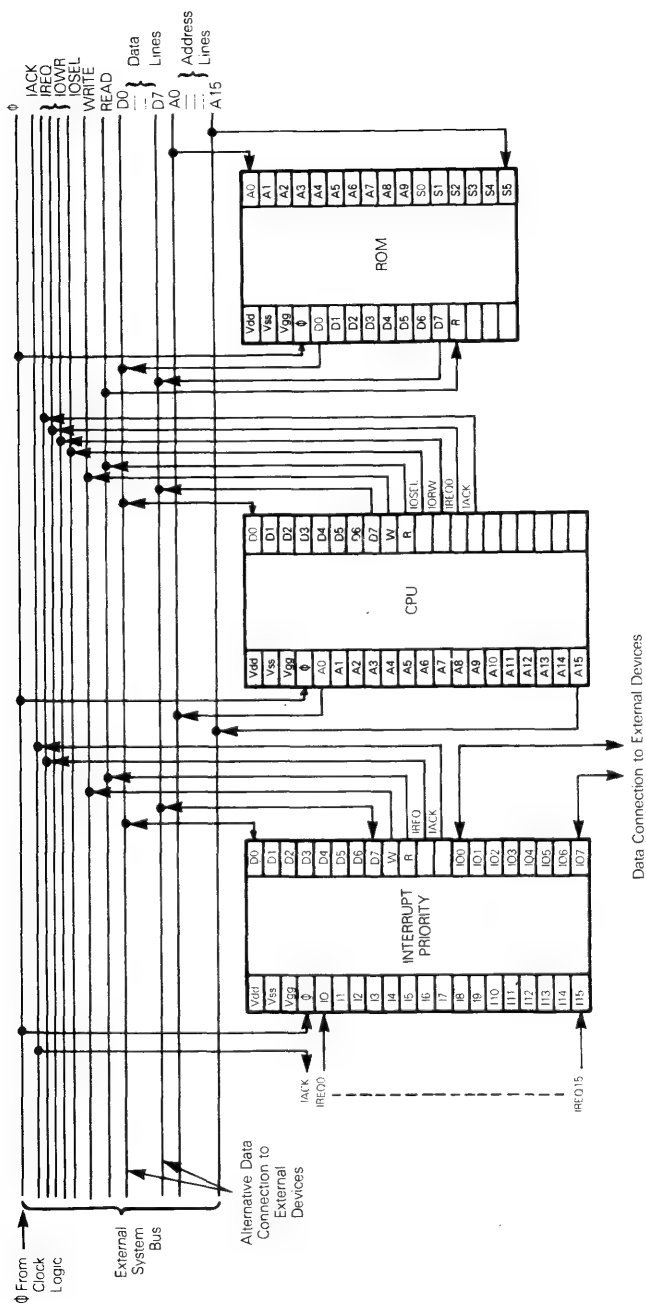 Φ From
Clock
Logic
External
System
Bus
Alternative Data
Connection to
External
Devices
Φ
IACK
IREQ
IOWR
IOSEL
WRITE
READ
D0
D7
Data
Lines
A0
A15
Address
Lines
IACK
IREQ0
IREQ15
Vdd
Vss
Vgg
Φ
I0
I1
I2
I3
I4
I5
I6
I7
I8
I9
I10
I11
I12
I13
I14
I15
INTERRUPT
PRIORITY
D0
D1
D2
D3
D4
D5
D6
D7
W
R
IREQ
IACK
IO0
IO1
IO2
IO3
IO4
IO5
IO6
IO7
Data Connection to External Devices
Vdd
Vss
Vgg
Φ
A0
A1
A2
A3
A4
A5
A6
A7
A8
A9
A10
A11
A12
A13
A14
A15
CPU
D0
D1
D2
D3
D4
D5
D6
D7
W
R
IOSEL
IORW
IREQ0
IACK
Vdd
Vss
Vgg
Φ
D0
D1
D2
D3
D4
D5
D6
D7
R
ROM
A0
A1
A2
A3
A4
A5
A6
A7
A8
A9
S0
S1
S2
S3
S4
S5